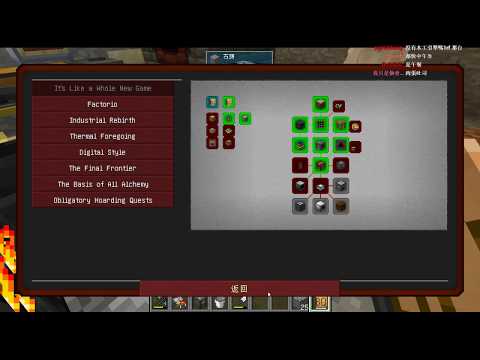 石頭
It's Like a Whole New Game
Factorio
Industrial Rebirth
Thermal Foregoing
Digital Style
The Final Frontier
The Basis of All Alchemy
Obligatory Hoarding Quests
CV
返回
25